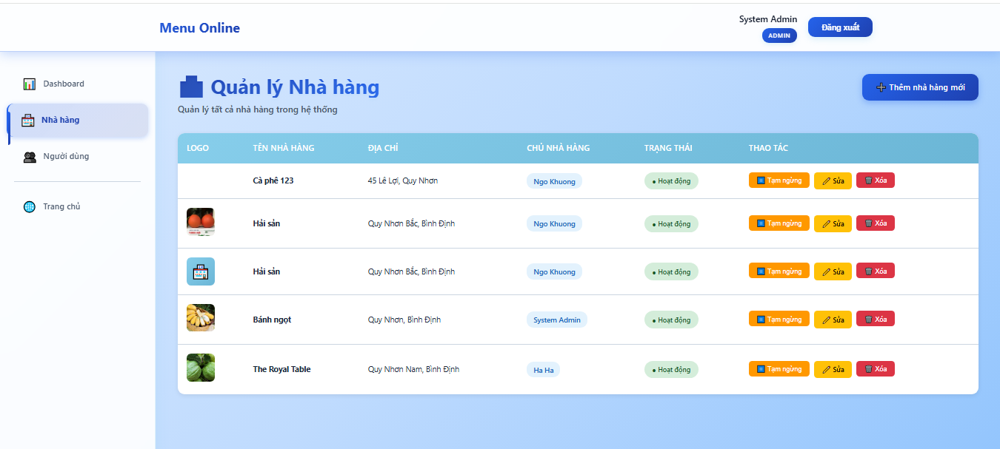 Menu Online
System Admin
ADMIN
Đăng xuất
Dashboard
Nhà hàng
Người dùng
Trang chủ
Quản lý Nhà hàng
Quản lý tất cả nhà hàng trong hệ thống
Thêm nhà hàng mới
LOGO TÊN NHÀ HÀNG ĐỊA CHỈ CHỦ NHÀ HÀNG TRẠNG THÁI THAO TÁC
Cà phê 123 45 Lê Lợi, Quy Nhơn Ngo Khuong ● Hoạt động Tạm ngừng Sửa Xóa
Hải sản Quy Nhơn Bắc, Bình Định Ngo Khuong ● Hoạt động Tạm ngừng Sửa Xóa
Hải sản Quy Nhơn Bắc, Bình Định Ngo Khuong ● Hoạt động Tạm ngừng Sửa Xóa
Bánh ngọt Quy Nhơn, Bình Định System Admin ● Hoạt động Tạm ngừng Sửa Xóa
The Royal Table Quy Nhơn Nam, Bình Định Ha Ha ● Hoạt động Tạm ngừng Sửa Xóa